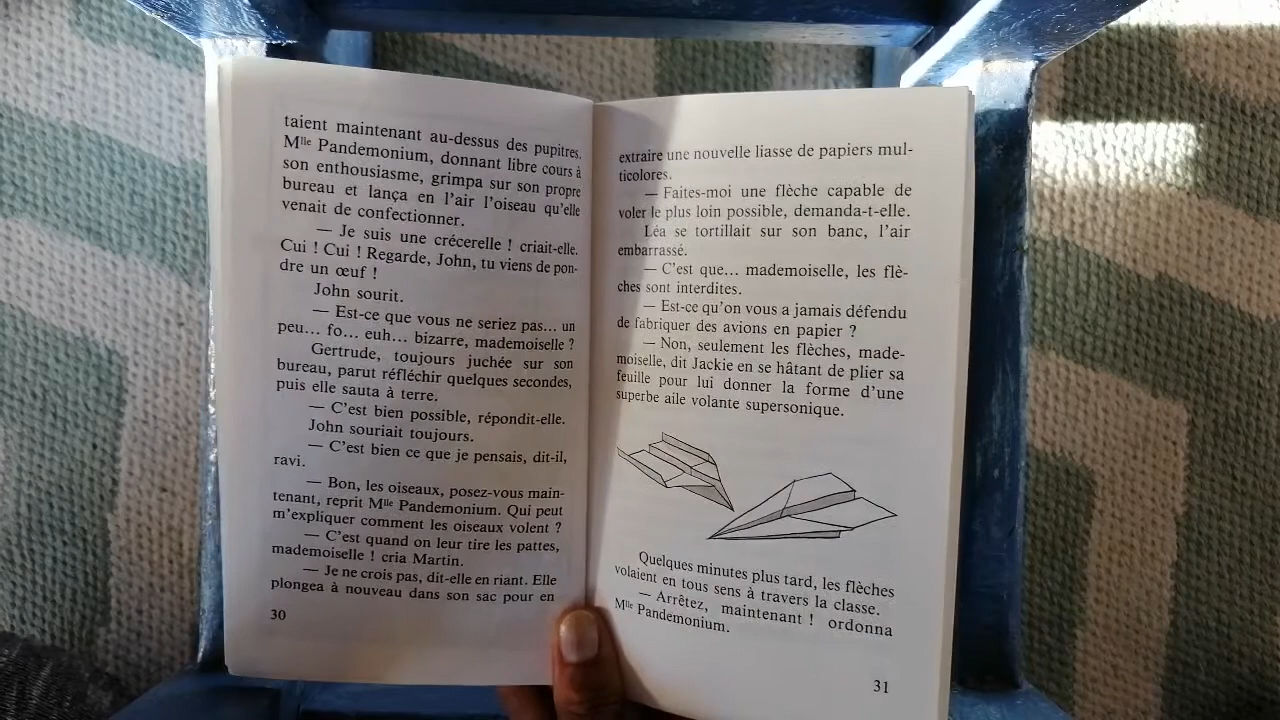 taient maintenant au-dessus des pupitres.
Mlle Pandemonium, donnant libre cours à
son enthousiasme, grimpa sur son propre
bureau et lança en l'air l'oiseau qu'elle
venait de confectionner.
— Je suis une crécerelle ! criait-elle.
Cui ! Cui ! Regarde, John, tu viens de pon-
dre un œuf !
John sourit.
— Est-ce que vous ne seriez pas... un
peu... fo... euh... bizarre, mademoiselle ?
Gertrude, toujours juchée sur son
bureau, parut réfléchir quelques secondes,
puis elle sauta à terre.
— C'est bien possible, répondit-elle.
John souriait toujours.
— C'est bien ce que je pensais, dit-il,
ravi.
— Bon, les oiseaux, posez-vous main-
tenant, reprit Mlle Pandemonium. Qui peut
m'expliquer comment les oiseaux volent ?
— C'est quand on leur tire les pattes,
mademoiselle ! cria Martin.
— Je ne crois pas, dit-elle en riant. Elle
plongea à nouveau dans son sac pour en
30
extraire une nouvelle liasse de papiers mul-
ticolores.
— Faites-moi une flèche capable de
voler le plus loin possible, demanda-t-elle.
Léa se tortillait sur son banc, l'air
embarrassé.
— C'est que... mademoiselle, les flè-
ches sont interdites.
— Est-ce qu'on vous a jamais défendu
de fabriquer des avions en papier ?
— Non, seulement les flèches, made-
moiselle, dit Jackie en se hâtant de plier sa
feuille pour lui donner la forme d'une
superbe aile volante supersonique.
Quelques minutes plus tard, les flèches
volaient en tous sens à travers la classe.
— Arrêtez, maintenant ! ordonna
Mlle Pandemonium.
31